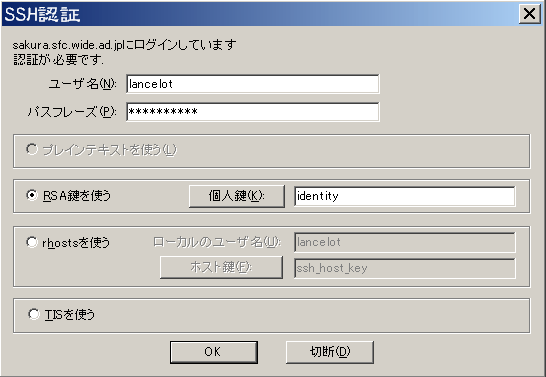 SSH認証
sakura.sfc.wide.ad.jpにログインしています
認証が必要です.
ユーザ名(N): lancelot
パスフレーズ(P): **********
プレインテキストを使う(L)
RSA鍵を使う 個人鍵(K): identity
rhostsを使う ローカルのユーザ名(U): lancelot
ホスト鍵(F): ssh_host_key
TISを使う
OK 切断(D)